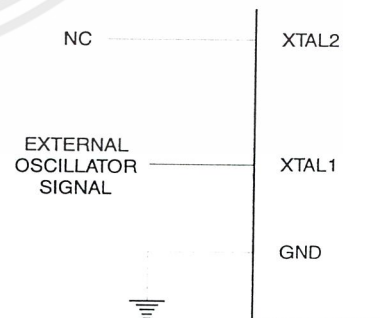 NC
XTAL2
EXTERNAL
OSCILLATOR
SIGNAL
XTAL1
GND